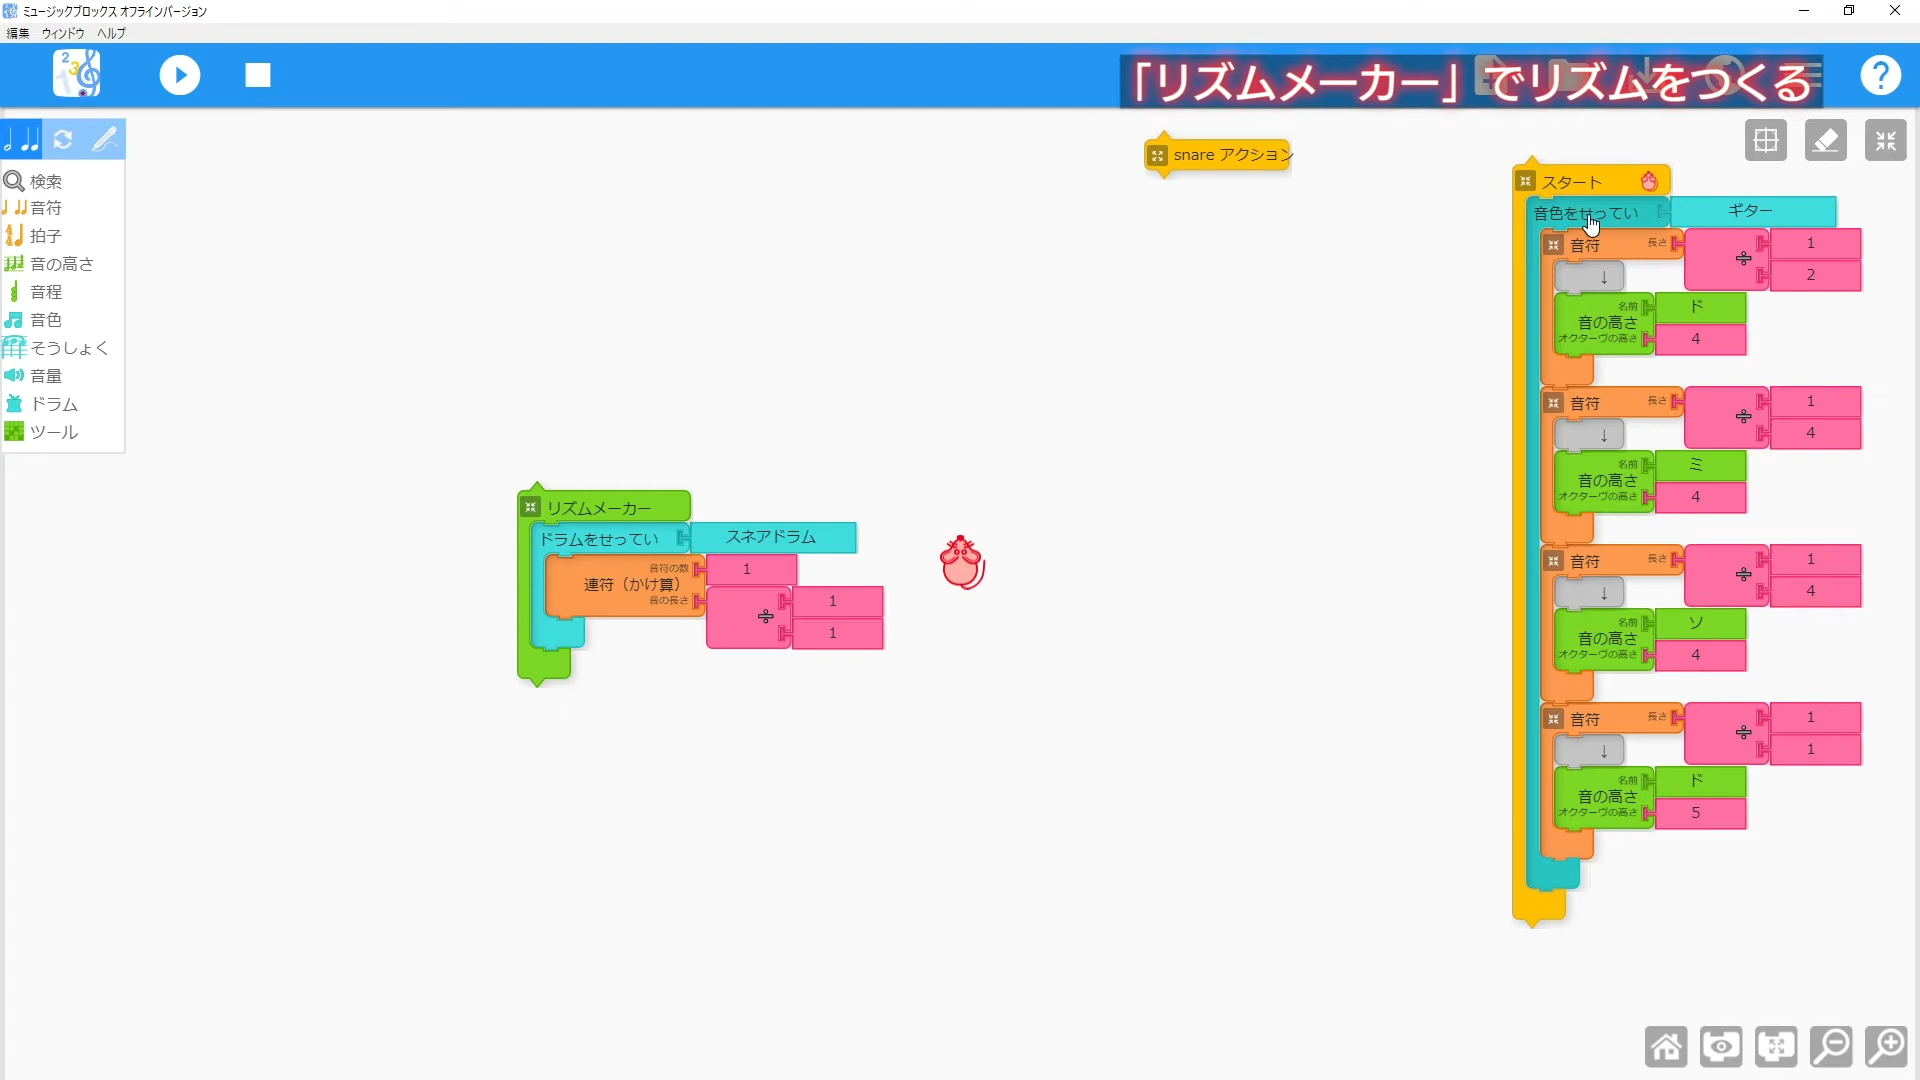 ミュージックブロックス オフラインバージョン
編集 ウィンドウ ヘルプ
「リズムメーカー」でリズムをつくる
検索
音符
拍子
音の高さ
音程
音色
そうしょく
音量
ドラム
ツール
snare アクション
リズムメーカー
ドラムをせってい スネアドラム
音符の数 1
連符（かけ算）
音の長さ ÷ 1
1
スタート
音色をせってい ギター
音符 長さ ÷ 1
2
↓
名前 ド
音の高さ
オクターヴの高さ 4
音符 長さ ÷ 1
4
↓
名前 ミ
音の高さ
オクターヴの高さ 4
音符 長さ ÷ 1
4
↓
名前 ソ
音の高さ
オクターヴの高さ 4
音符 長さ ÷ 1
1
↓
名前 ド
音の高さ
オクターヴの高さ 5